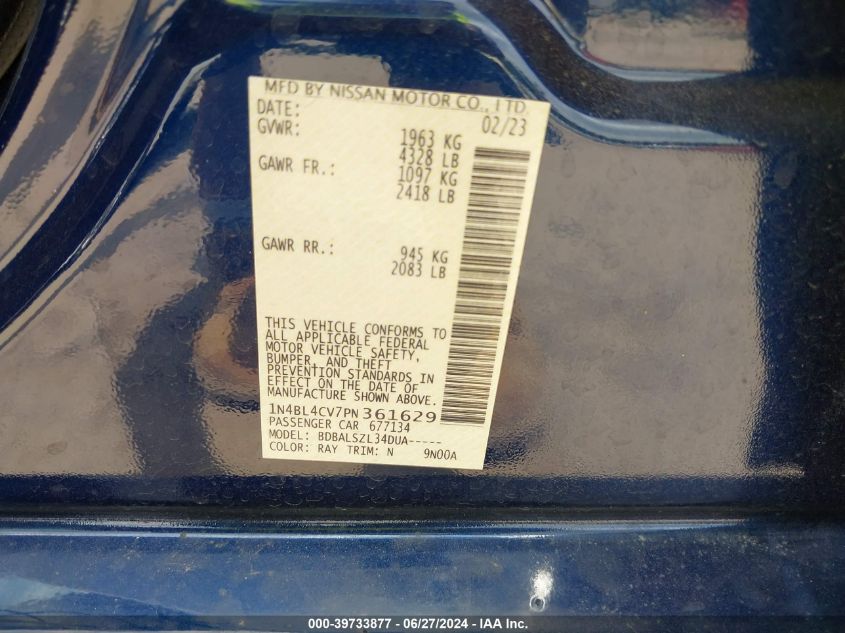 MFD BY NISSAN MOTOR CO., LTD.
DATE: 02/23
GVWR: 1963 KG
4328 LB
GAWR FR.: 1097 KG
2418 LB
GAWR RR.: 945 KG
2083 LB
THIS VEHICLE CONFORMS TO
ALL APPLICABLE FEDERAL
MOTOR VEHICLE SAFETY,
BUMPER, AND THEFT
PREVENTION STANDARDS IN
EFFECT ON THE DATE OF
MANUFACTURE SHOWN ABOVE.
1N4BL4CV7PN361629
PASSENGER CAR 677134
MODEL: BDBALSZL34DUA-----
COLOR: RAY TRIM: N 9N00A
000-39733877 - 06/27/2024 - IAA Inc.